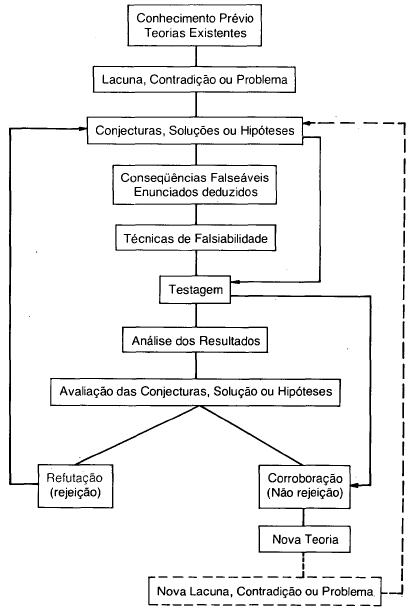 Conhecimento Prévio
Teorias Existentes
Lacuna, Contradição ou Problema
Conjecturas, Soluções ou Hipóteses
Conseqüências Falseáveis
Enunciados deduzidos
Técnicas de Falsiabilidade
Testagem
Análise dos Resultados
Avaliação das Conjecturas, Solução ou Hipóteses
Refutação
(rejeição)
Corroboração
(Não rejeição)
Nova Teoria
Nova Lacuna, Contradição ou Problema